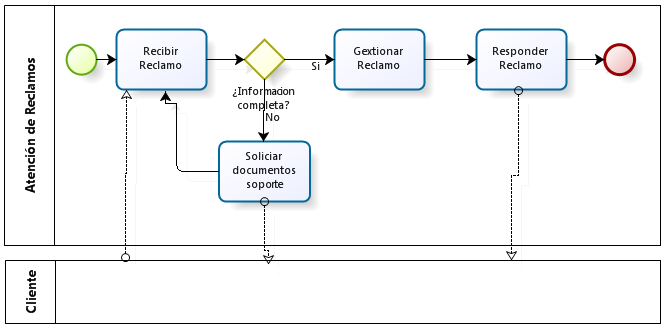 Atención de Reclamos
Recibir
Reclamo
¿Informacion
completa?
Si
No
Gextionar
Reclamo
Responder
Reclamo
Soliciar
documentos
soporte
Cliente